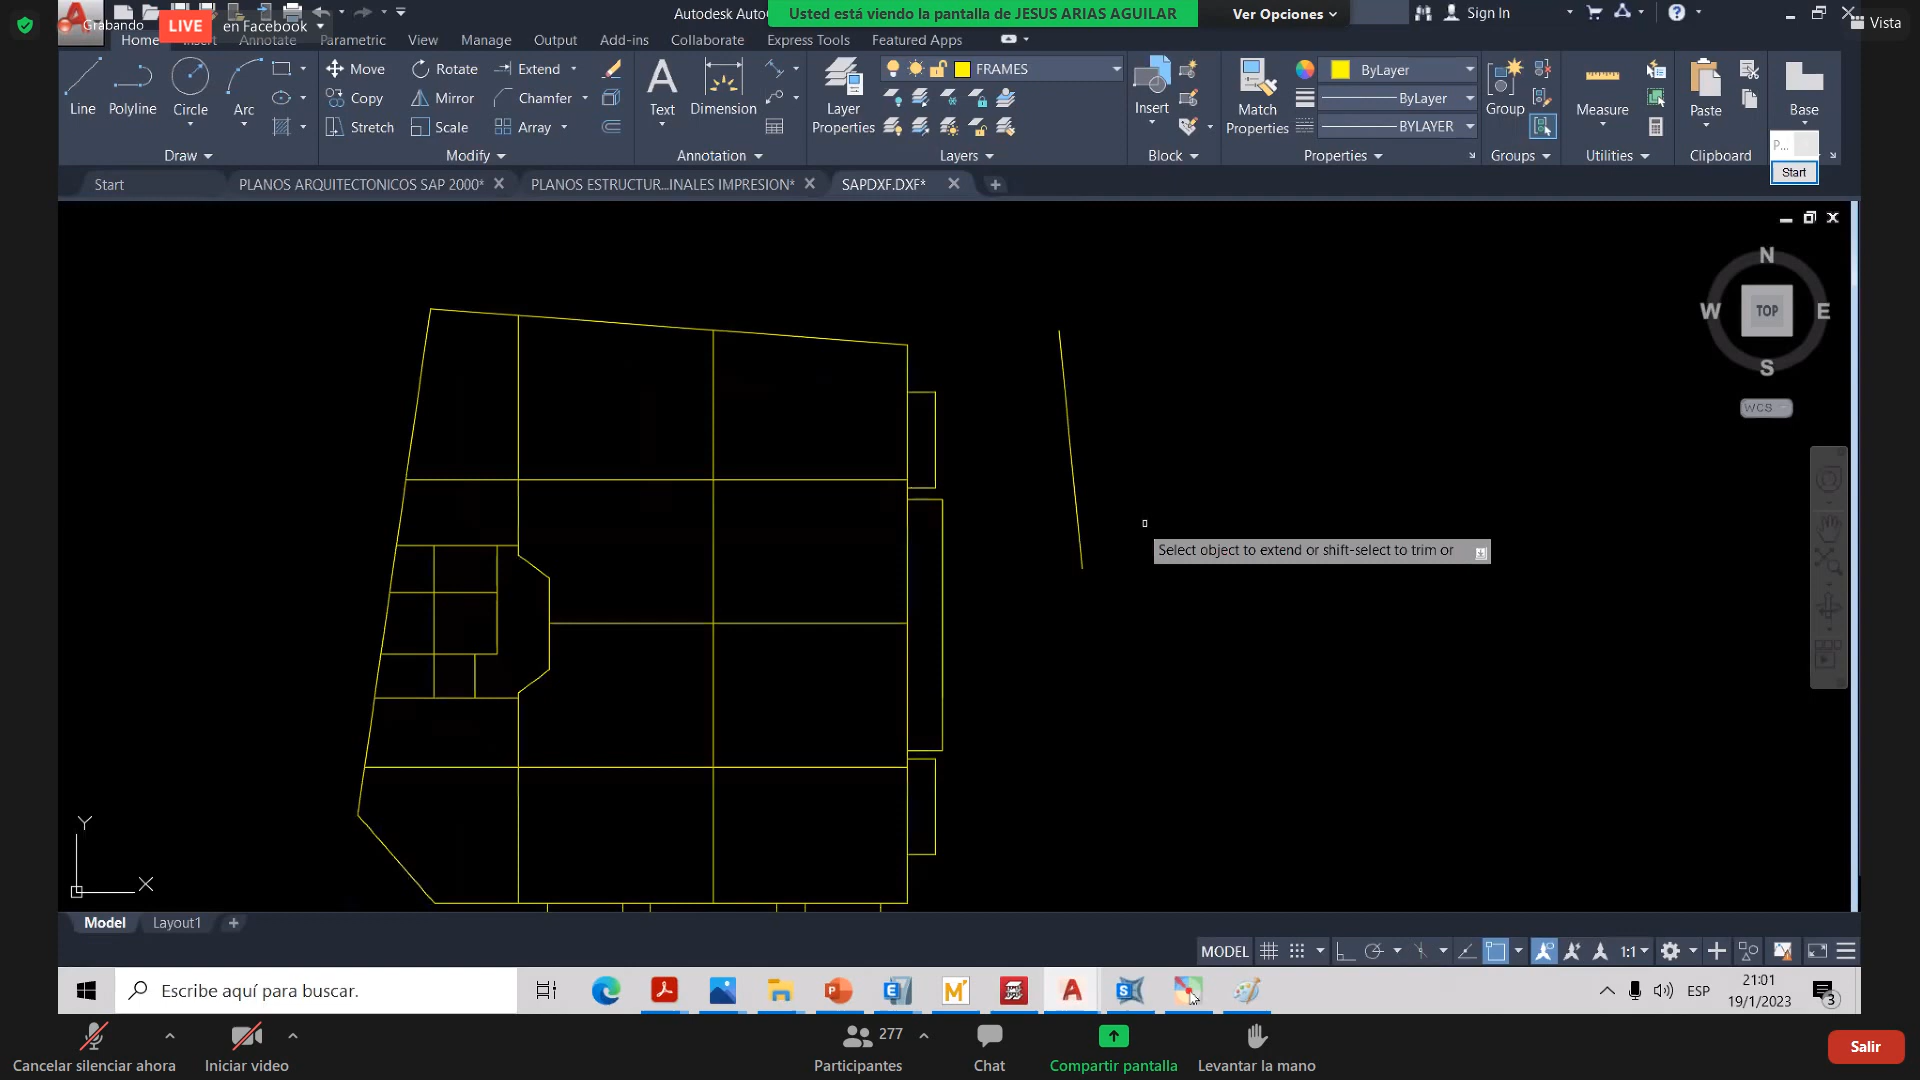 Grabando
LIVE
en Facebook
Autodesk Auto
Usted está viendo la pantalla de JESUS ARIAS AGUILAR
Ver Opciones
Sign In
Vista
Home
Insert
Annotate
Parametric
View
Manage
Output
Add-ins
Collaborate
Express Tools
Featured Apps
Line
Polyline
Circle
Arc
Move
Rotate
Extend
Copy
Mirror
Chamfer
Stretch
Scale
Array
Text
Dimension
Layer
Properties
FRAMES
Insert
Match
Properties
ByLayer
ByLayer
BYLAYER
Group
Measure
Paste
Base
P...
Start
Draw
Modify
Annotation
Layers
Block
Properties
Groups
Utilities
Clipboard
Start
PLANOS ARQUITECTONICOS SAP 2000*
PLANOS ESTRUCTUR...INALES IMPRESION*
SAPDXF.DXF*
N
W
TOP
E
S
WCS
Select object to extend or shift-select to trim or
Y
X
Model
Layout1
MODEL
1:1
Escribe aquí para buscar.
ESP
21:01
19/1/2023
3
277
Cancelar silenciar ahora
Iniciar video
Participantes
Chat
Compartir pantalla
Levantar la mano
Salir